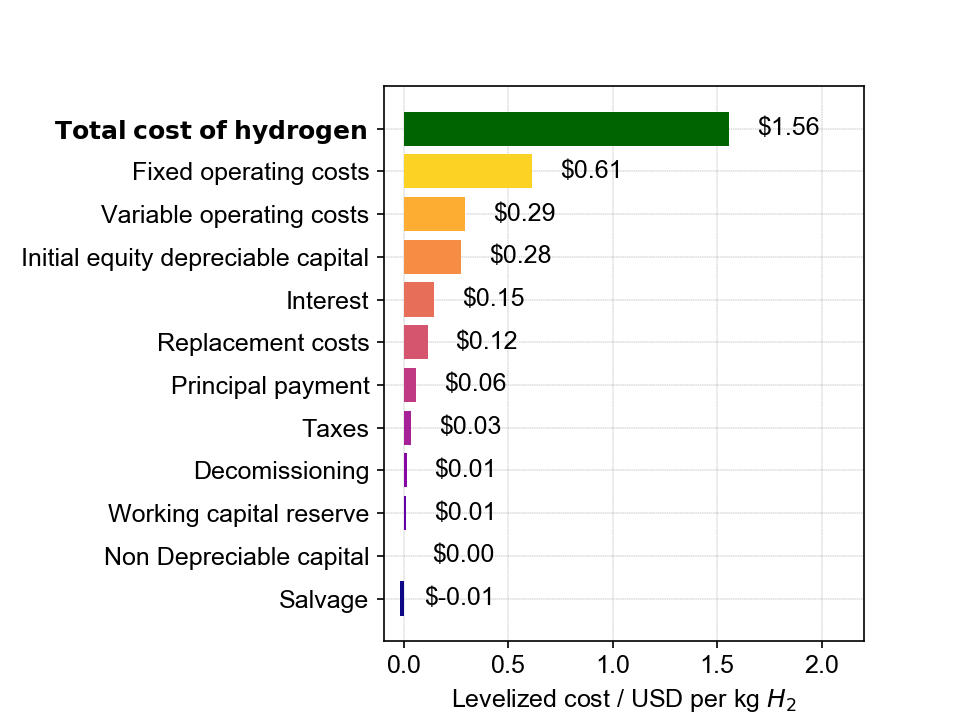 Total cost of hydrogen $1.56
Fixed operating costs $0.61
Variable operating costs $0.29
Initial equity depreciable capital $0.28
Interest $0.15
Replacement costs $0.12
Principal payment $0.06
Taxes $0.03
Decomissioning $0.01
Working capital reserve $0.01
Non Depreciable capital $0.00
Salvage $-0.01
0.0 0.5 1.0 1.5 2.0
Levelized cost / USD per kg H₂